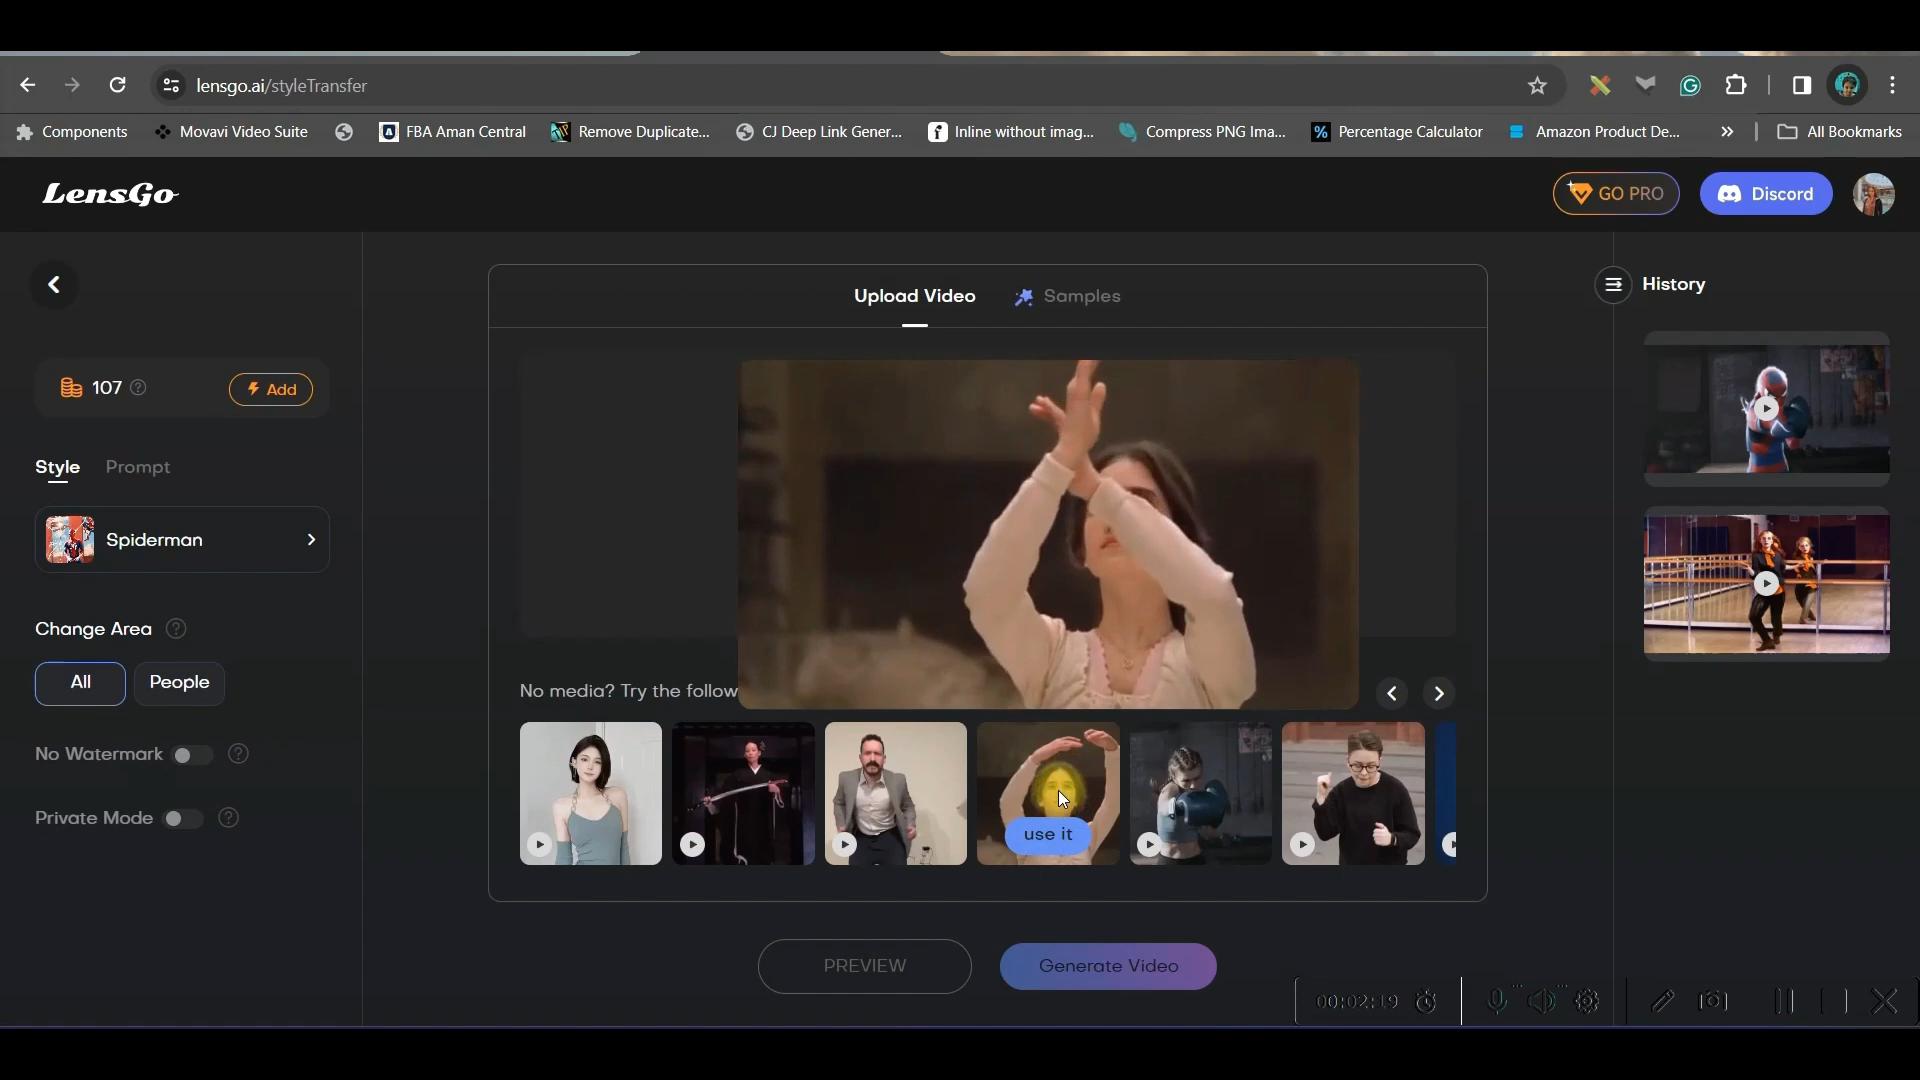 lensgo.ai/styleTransfer
Components
Movavi Video Suite
FBA Aman Central
Remove Duplicate...
CJ Deep Link Gener...
Inline without imag...
Compress PNG Ima...
Percentage Calculator
Amazon Product De...
All Bookmarks
LensGo
GO PRO
Discord
Upload Video
Samples
History
107
Add
Style
Prompt
Spiderman
Change Area
All
People
No Watermark
Private Mode
No media? Try the follow
use it
PREVIEW
Generate Video
00:02:19